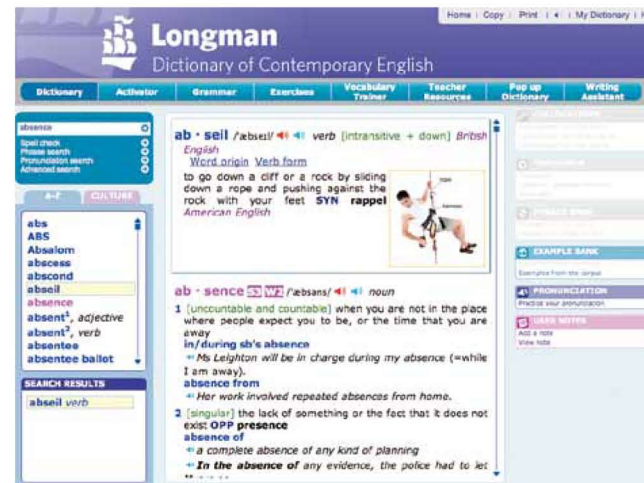 Home | Copy | Print | | My Dictionary |
Longman
Dictionary of Contemporary English
Dictionary Activator Grammar Exercises Vocabulary Trainer Teacher Resources Pop up Dictionary Writing Assistant
absence
Spell check
Phrase search
Pronunciation search
Advanced search
A-Z CULTURE
abs
ABS
Absalom
abscess
abscond
abseil
absence
absent¹, adjective
absent², verb
absentee
absentee ballot
SEARCH RESULTS
abseil verb
ab·seil /ˈæbseɪl/ verb [intransitive + down] British
English
Word origin Verb form
to go down a cliff or a rock by sliding
down a rope and pushing against the
rock with your feet SYN rappel
American English
ab·sence S3 W2 /ˈæbsəns/ noun
1 [uncountable and countable] when you are not in the place
where people expect you to be, or the time that you are
away
in/during sb's absence
Ms Leighton will be in charge during my absence (=while
I am away).
absence from
Her work involved repeated absences from home.
2 [singular] the lack of something or the fact that it does not
exist OPP presence
absence of
a complete absence of any kind of planning
In the absence of any evidence, the police had to let
EXAMPLE BANK
Examples from the corpus
PRONUNCIATION
Practise your pronunciation
USER NOTES
Add a note
View note